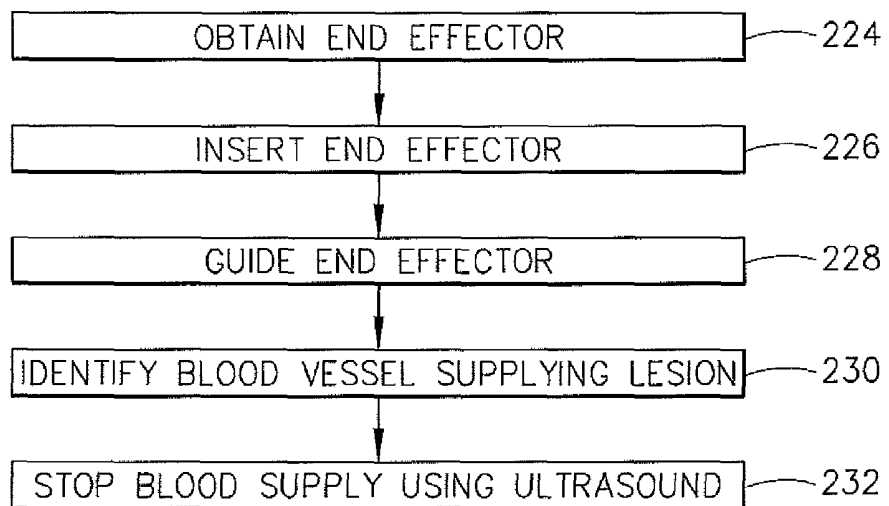 OBTAIN END EFFECTOR 224
INSERT END EFFECTOR 226
GUIDE END EFFECTOR 228
IDENTIFY BLOOD VESSEL SUPPLYING LESION 230
STOP BLOOD SUPPLY USING ULTRASOUND 232